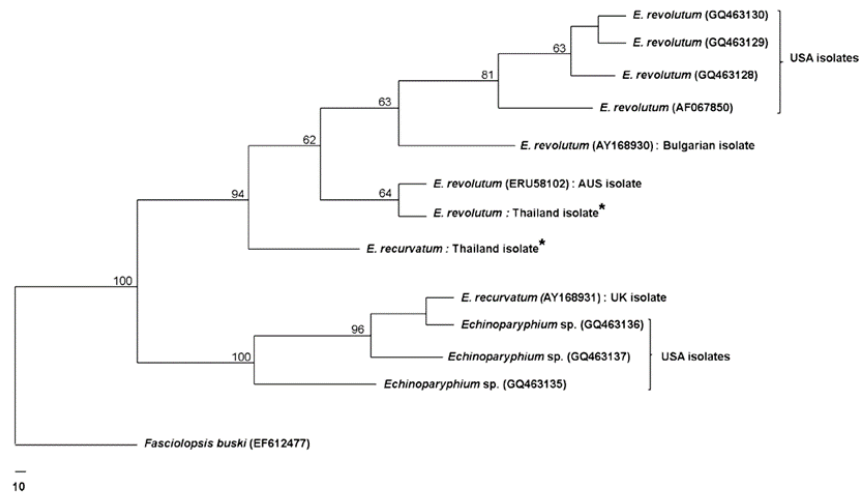 E. revolutum (GQ463130)
63
E. revolutum (GQ463129)
USA isolates
E. revolutum (GQ463128)
81
E. revolutum (AF067850)
63
E. revolutum (AY168930) : Bulgarian isolate
62
E. revolutum (ERU58102) : AUS isolate
64
E. revolutum : Thailand isolate*
94
E. recurvatum : Thailand isolate*
100
E. recurvatum (AY168931) : UK isolate
Echinoparyphium sp. (GQ463136)
96
Echinoparyphium sp. (GQ463137)
USA isolates
100
Echinoparyphium sp. (GQ463135)
Fasciolopsis buski (EF612477)
10